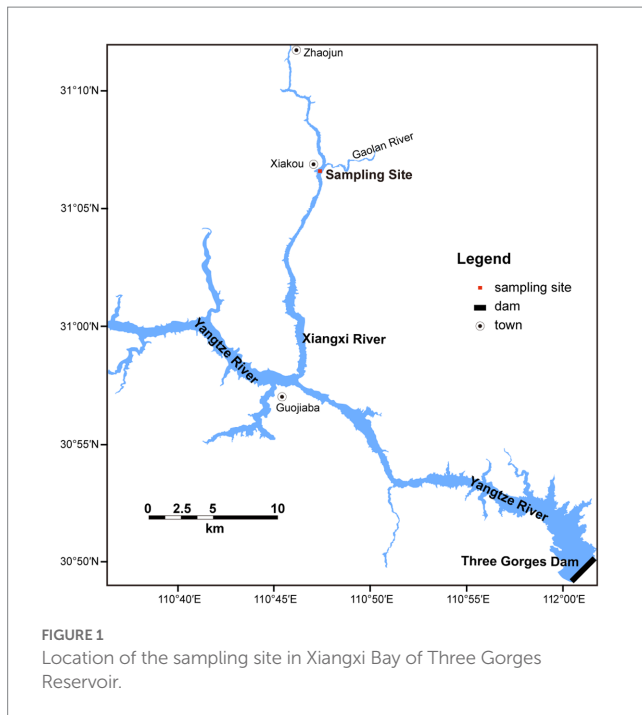 Zhaojun
31°10'N
Gaolan River
Xiakou
Sampling Site
31°05'N
Legend
sampling site
dam
town
31°00'N
Yangtze River
Xiangxi River
Guojiaba
30°55'N
Yangtze River
0 2.5 5 10
km
30°50'N
Three Gorges Dam
110°40'E 110°45'E 110°50'E 110°55'E 112°00'E
FIGURE 1
Location of the sampling site in Xiangxi Bay of Three Gorges
Reservoir.